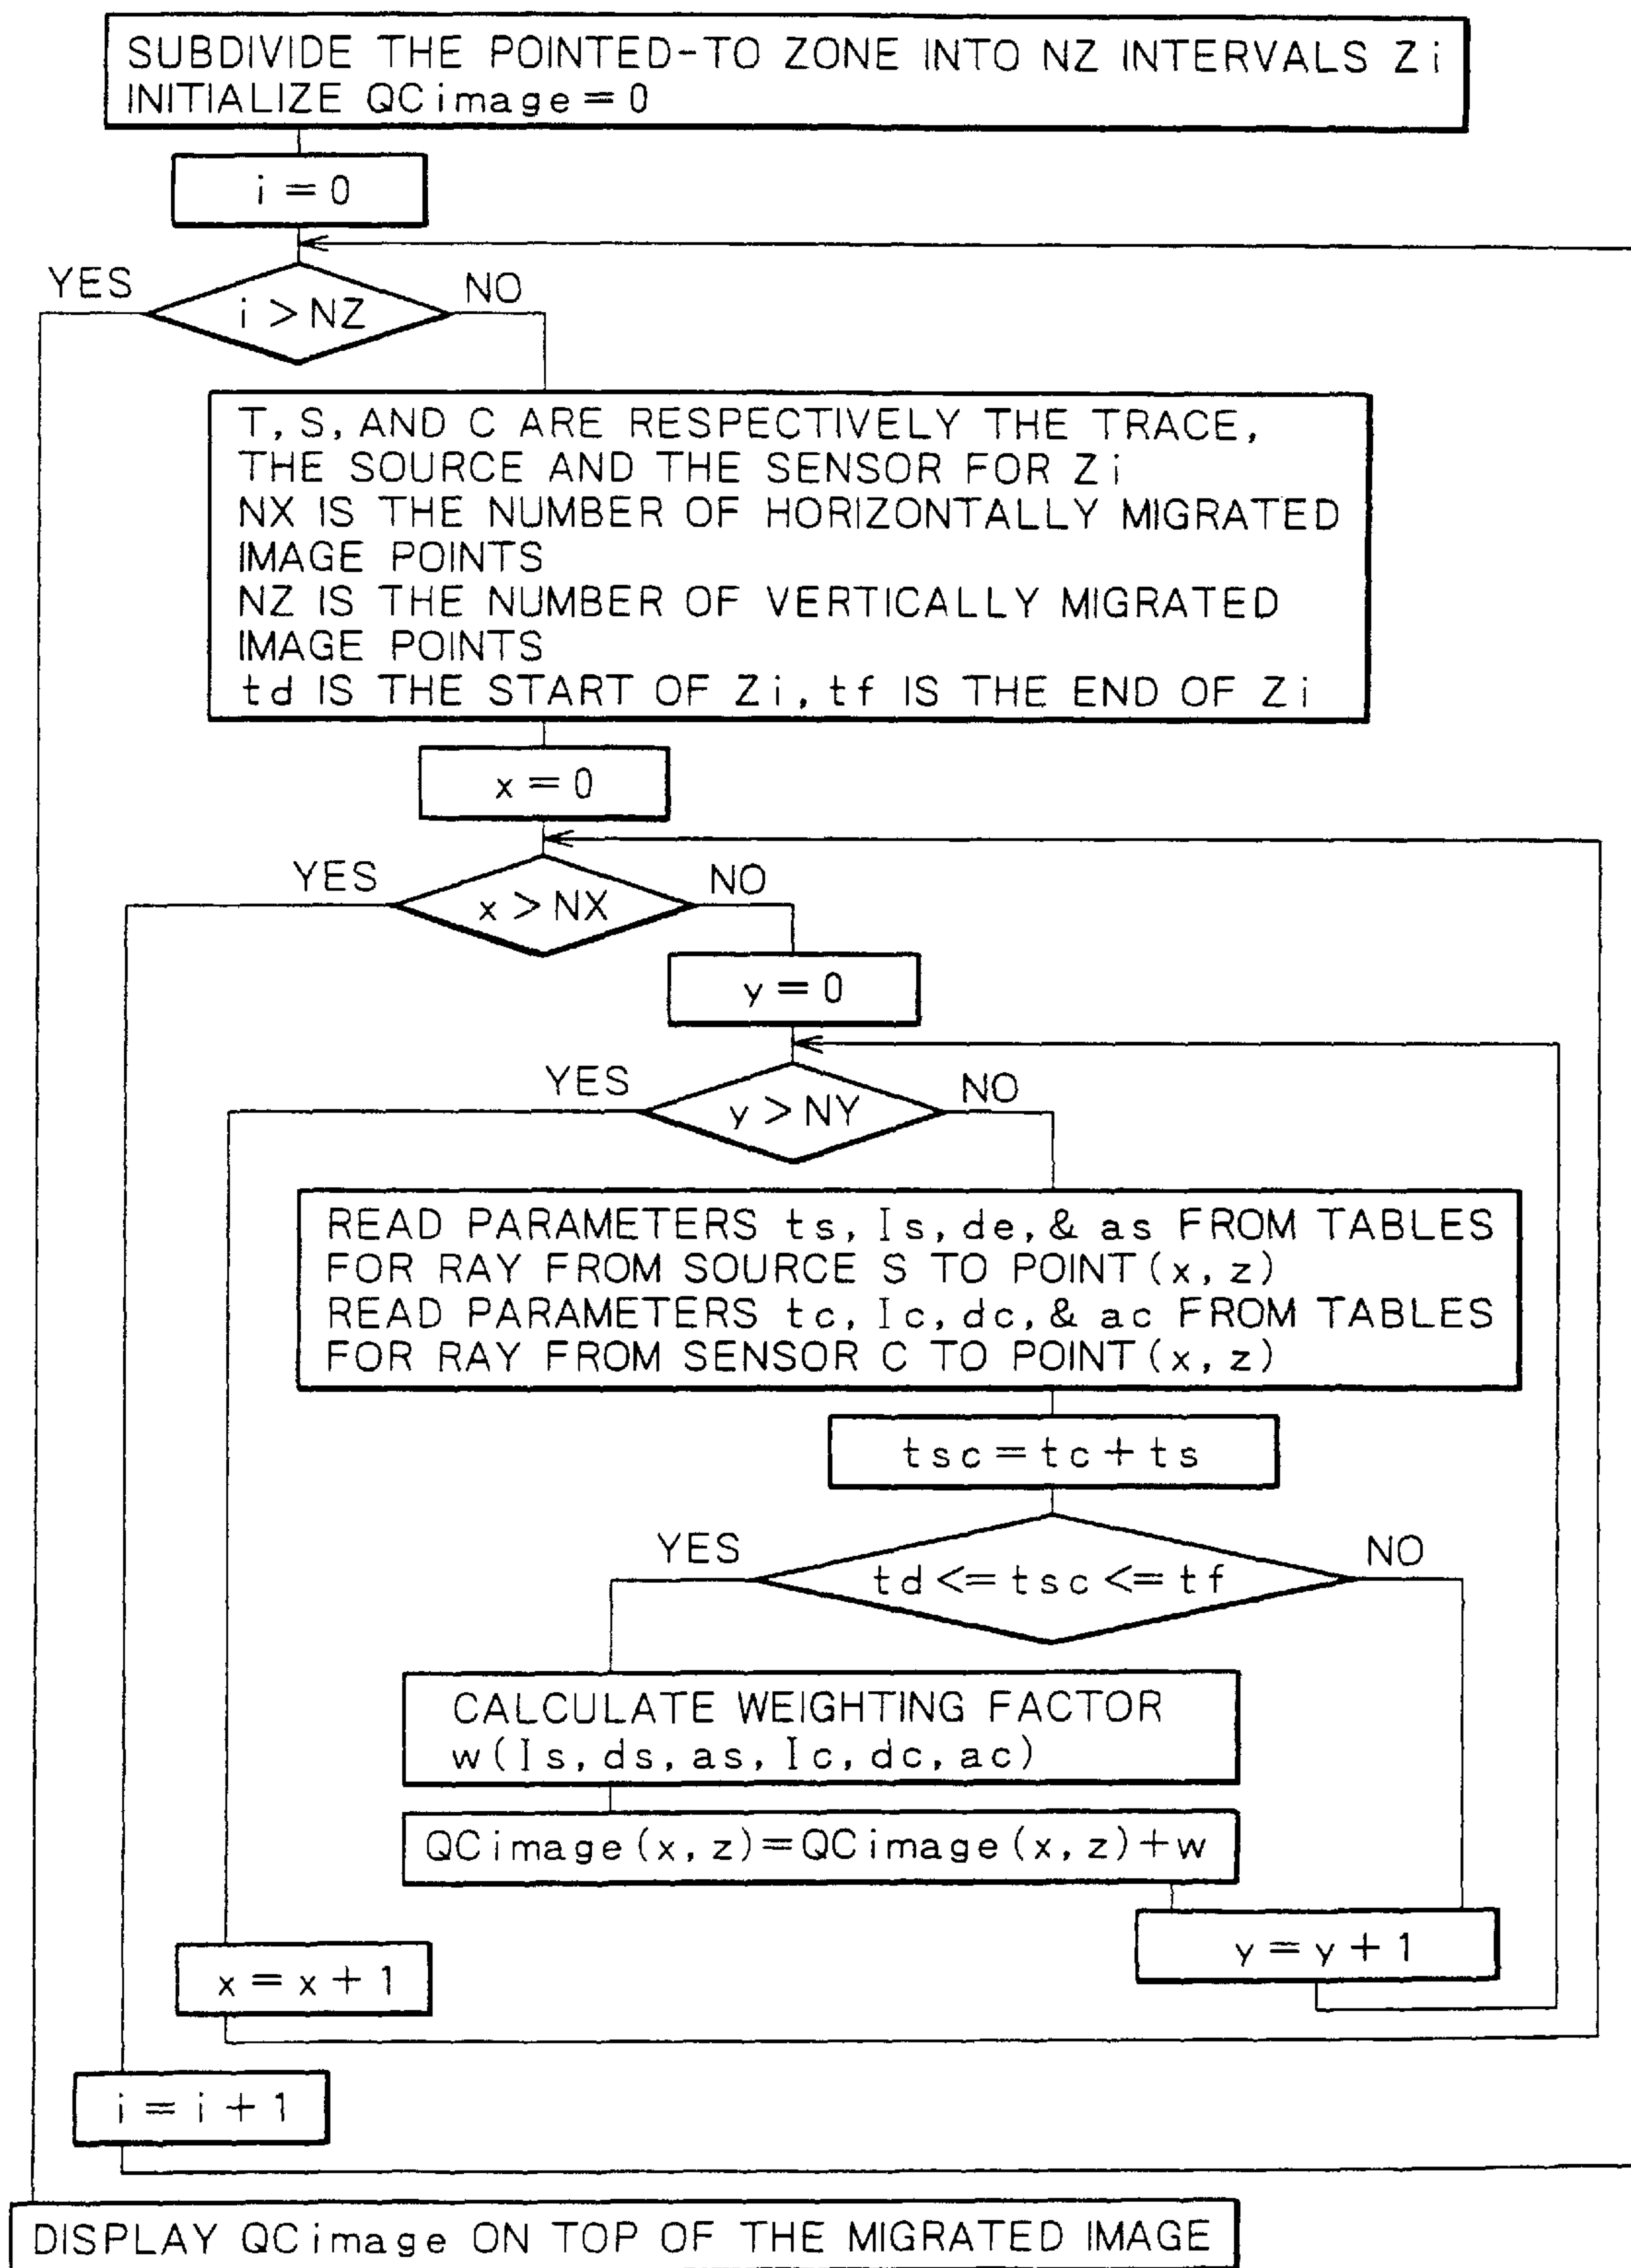 SUBDIVIDE THE POINTED-TO ZONE INTO NZ INTERVALS Zi
INITIALIZE QCimage=0
i=0
YES
NO
i>NZ
T,S,AND C ARE RESPECTIVELY THE TRACE,
THE SOURCE AND THE SENSOR FOR Zi
NX IS THE NUMBER OF HORIZONTALLY MIGRATED
IMAGE POINTS
NZ IS THE NUMBER OF VERTICALLY MIGRATED
IMAGE POINTS
td IS THE START OF Zi, tf IS THE END OF Zi
x=0
YES
NO
x>NX
y=0
YES
NO
y>NY
READ PARAMETERS ts, Is, de, & as FROM TABLES
FOR RAY FROM SOURCE S TO POINT(x, z)
READ PARAMETERS tc, Ic, dc, & ac FROM TABLES
FOR RAY FROM SENSOR C TO POINT(x, z)
tsc=tc+ts
YES
NO
td<=tsc<=tf
CALCULATE WEIGHTING FACTOR
w(Is, ds, as, Ic, dc, ac)
QCimage(x, z)=QCimage(x, z)+w
y=y+1
x=x+1
i=i+1
DISPLAY QCimage ON TOP OF THE MIGRATED IMAGE